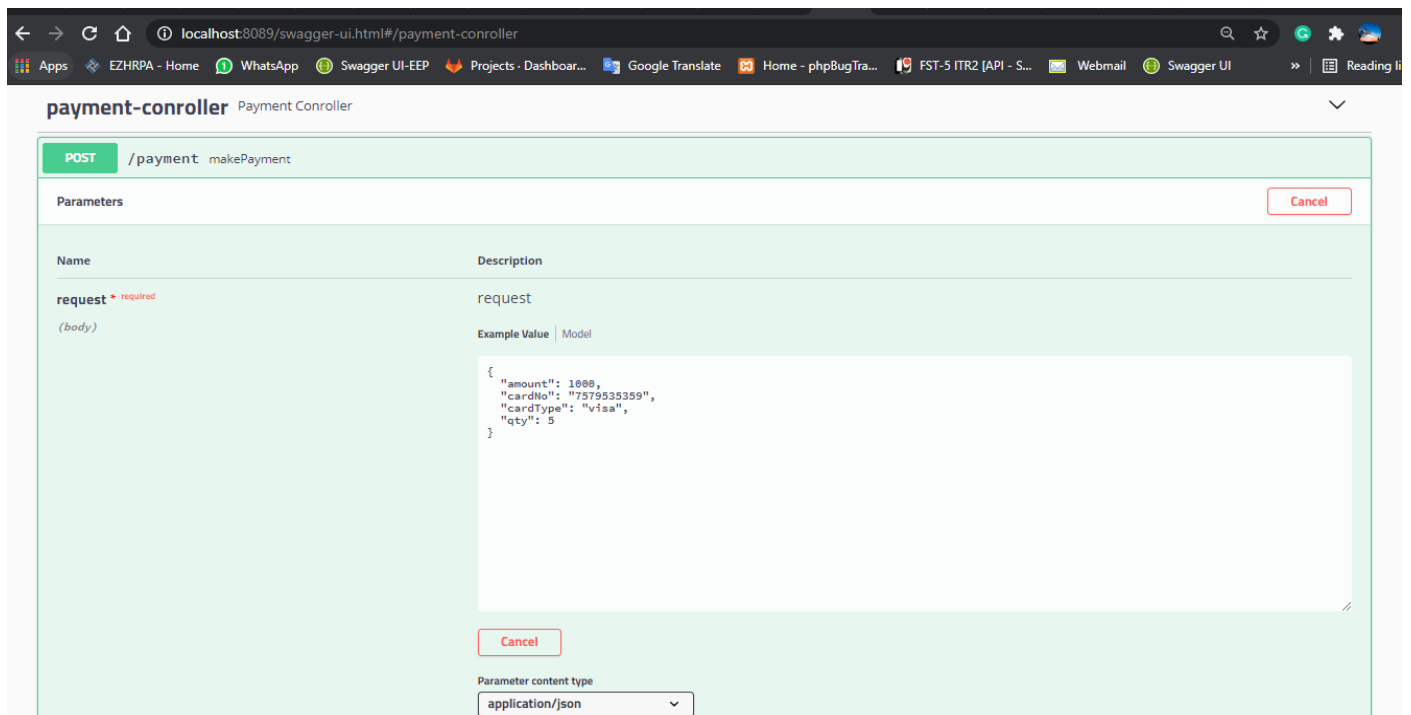 localhost:8089/swagger-ui.html#/payment-conroller
Apps EZHRPA - Home WhatsApp Swagger UI-EEP Projects · Dashboar... Google Translate Home - phpBugTra... FST-5 ITR2 [API - S... Webmail Swagger UI » Reading li
payment-conroller Payment Conroller
POST /payment makePayment
Parameters Cancel
Name Description
request * required request
(body)
Example Value Model
{
"amount": 1000,
"cardNo": "7579535359",
"cardType": "visa",
"qty": 5
}
Cancel
Parameter content type
application/json